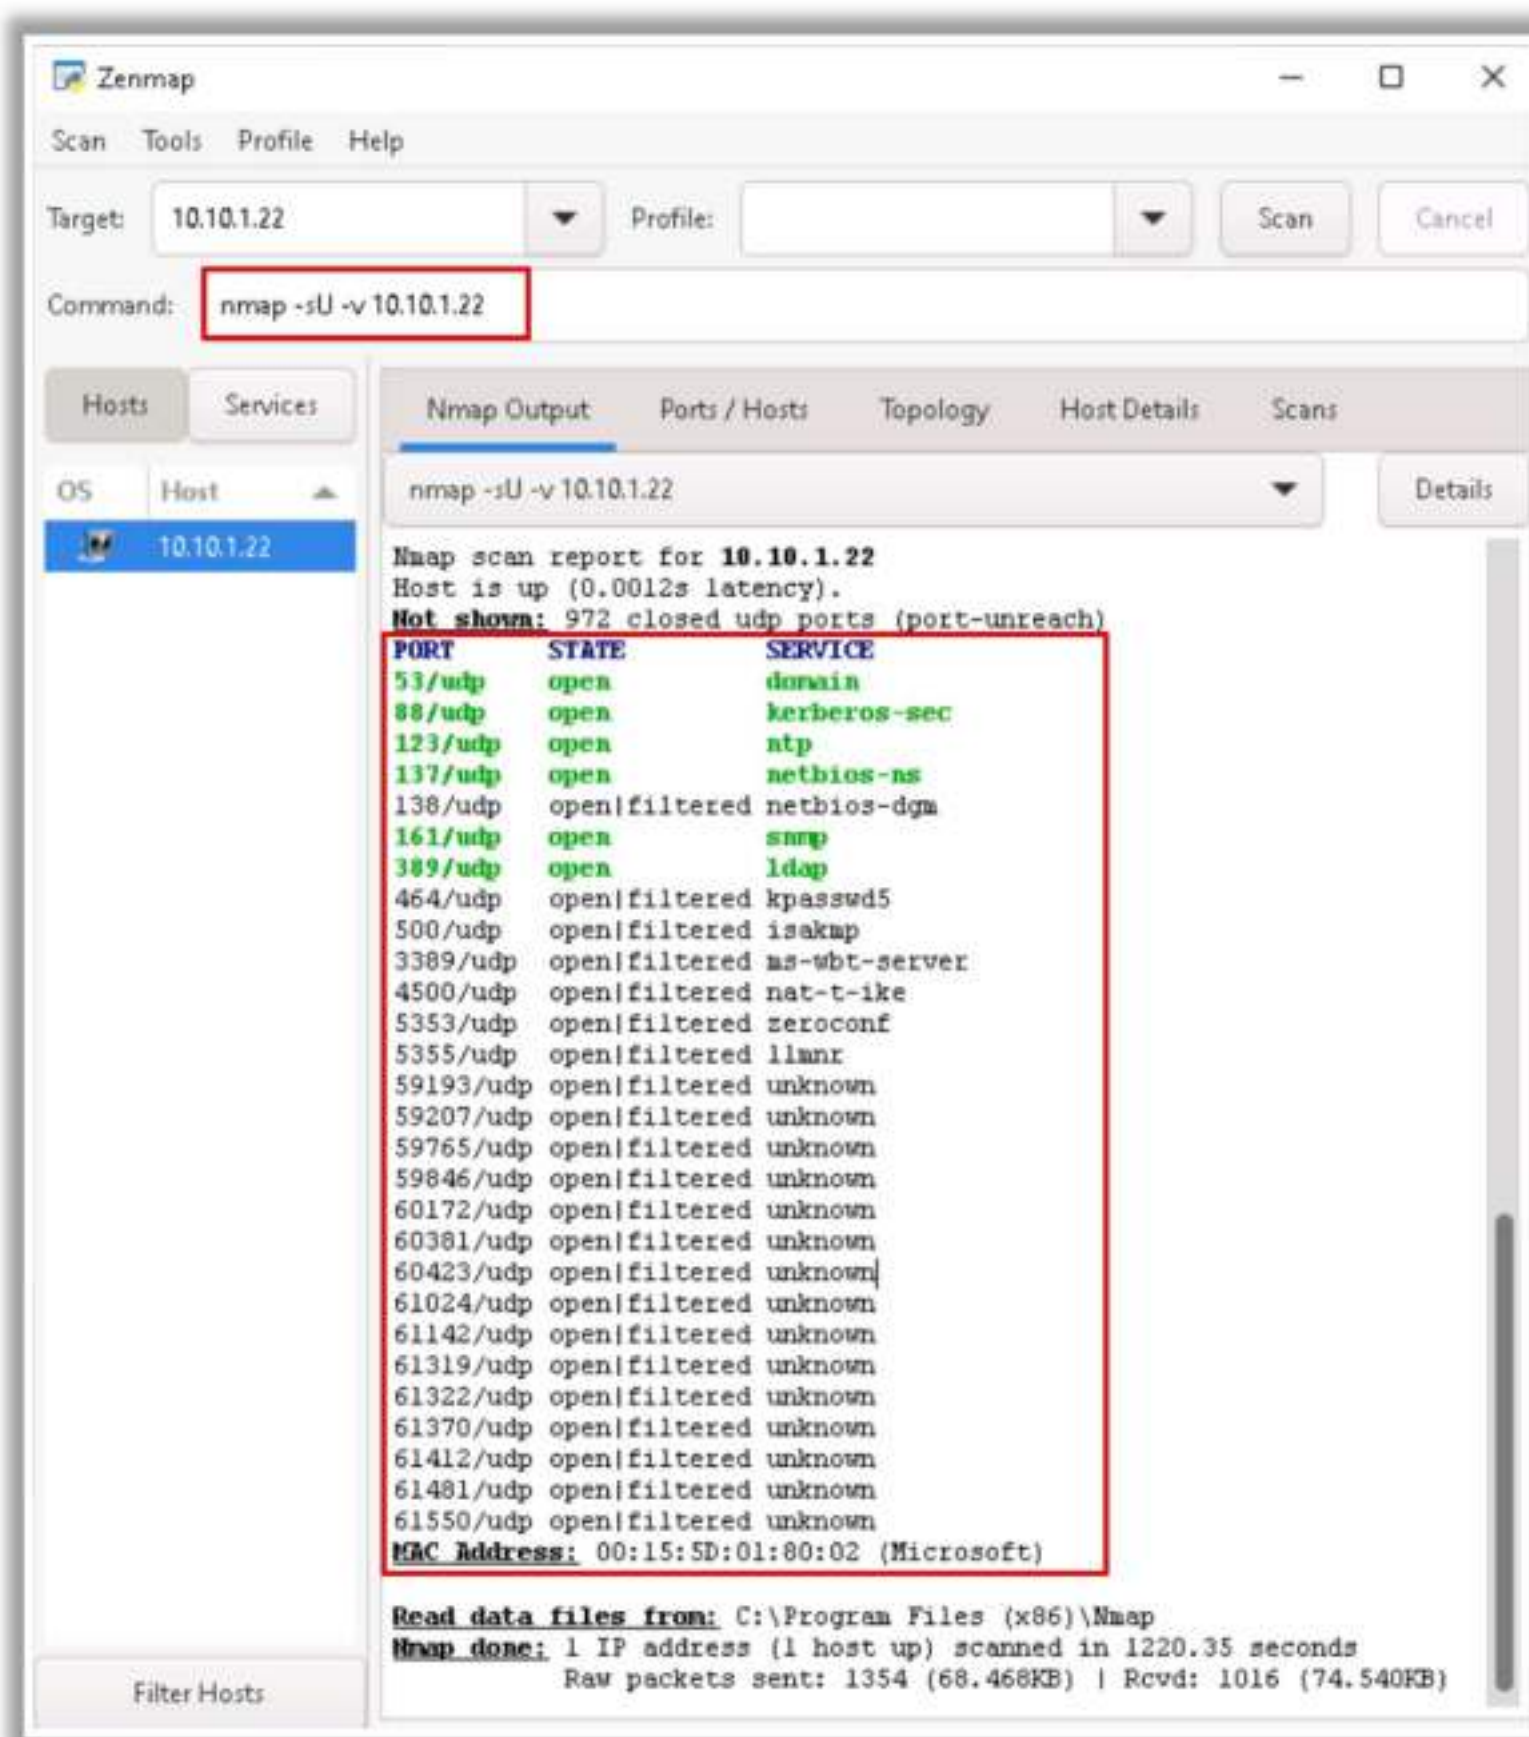 Zenmap
Scan Tools Profile Help
Target: 10.10.1.22 Profile: Scan Cancel
Command: nmap -sU -v 10.10.1.22
Hosts Services
Nmap Output Ports / Hosts Topology Host Details Scans
OS Host
nmap -sU -v 10.10.1.22 Details
10.10.1.22
Nmap scan report for 10.10.1.22
Host is up (0.0012s latency).
Not shown: 972 closed udp ports (port-unreach)
PORT STATE SERVICE
53/udp open domain
88/udp open kerberos-sec
123/udp open ntp
137/udp open netbios-ns
138/udp open|filtered netbios-dgm
161/udp open snmp
389/udp open ldap
464/udp open|filtered kpasswd5
500/udp open|filtered isakmp
3389/udp open|filtered ms-wbt-server
4500/udp open|filtered nat-t-ike
5353/udp open|filtered zeroconf
5355/udp open|filtered llmnr
59193/udp open|filtered unknown
59207/udp open|filtered unknown
59765/udp open|filtered unknown
59846/udp open|filtered unknown
60172/udp open|filtered unknown
60381/udp open|filtered unknown
60423/udp open|filtered unknown
61024/udp open|filtered unknown
61142/udp open|filtered unknown
61319/udp open|filtered unknown
61322/udp open|filtered unknown
61370/udp open|filtered unknown
61412/udp open|filtered unknown
61481/udp open|filtered unknown
61550/udp open|filtered unknown
MAC Address: 00:15:5D:01:80:02 (Microsoft)
Read data files from: C:\Program Files (x86)\Nmap
Nmap done: 1 IP address (1 host up) scanned in 1220.35 seconds
Raw packets sent: 1354 (68.468KB) | Rcvd: 1016 (74.540KB)
Filter Hosts